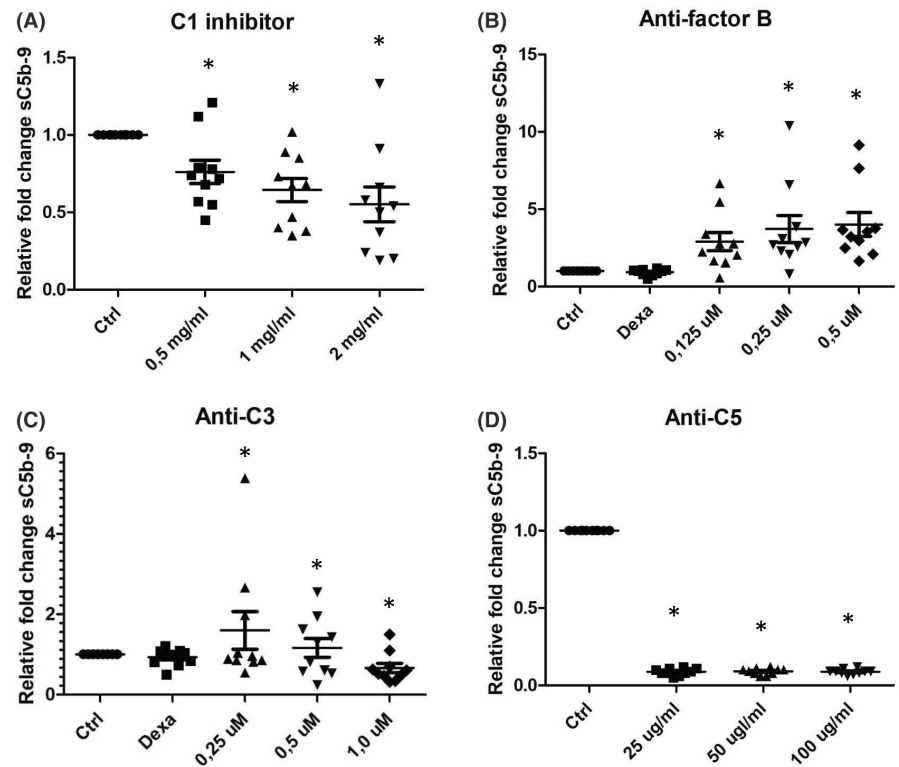 (A)
C1 inhibitor
Relative fold change sC5b-9
1.5
1.0
0.5
0.0
*
*
*
Ctrl
0,5 mg/ml
1 mg/ml
2 mg/ml
(B)
Anti-factor B
Relative fold change sC5b-9
15
10
5
0
*
*
*
Ctrl
Dexa
0,125 uM
0,25 uM
0,5 uM
(C)
Anti-C3
Relative fold change sC5b-9
6
4
2
0
*
*
*
Ctrl
Dexa
0,25 uM
0,5 uM
1,0 uM
(D)
Anti-C5
Relative fold change sC5b-9
1.5
1.0
0.5
0.0
*
*
*
Ctrl
25 ug/ml
50 ug/ml
100 ug/ml